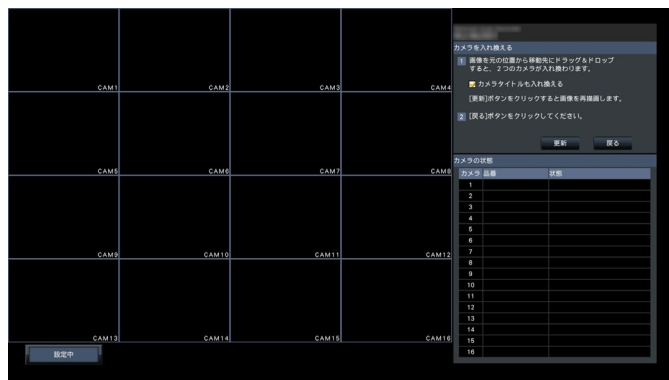 CAM1 CAM2 CAM3 CAM4
CAM5 CAM6 CAM7 CAM8
CAM9 CAM10 CAM11 CAM12
CAM13 CAM14 CAM15 CAM16
設定中
カメラを入れ換える
1 画像を元の位置から移動先にドラッグ&ドロップ
すると、2つのカメラが入れ換わります。
カメラタイトルも入れ換える
[更新]ボタンをクリックすると画像を再描画します。
2 [戻る]ボタンをクリックしてください。
更新 戻る
カメラの状態
カメラ 品番 状態
1
2
3
4
5
6
7
8
9
10
11
12
13
14
15
16